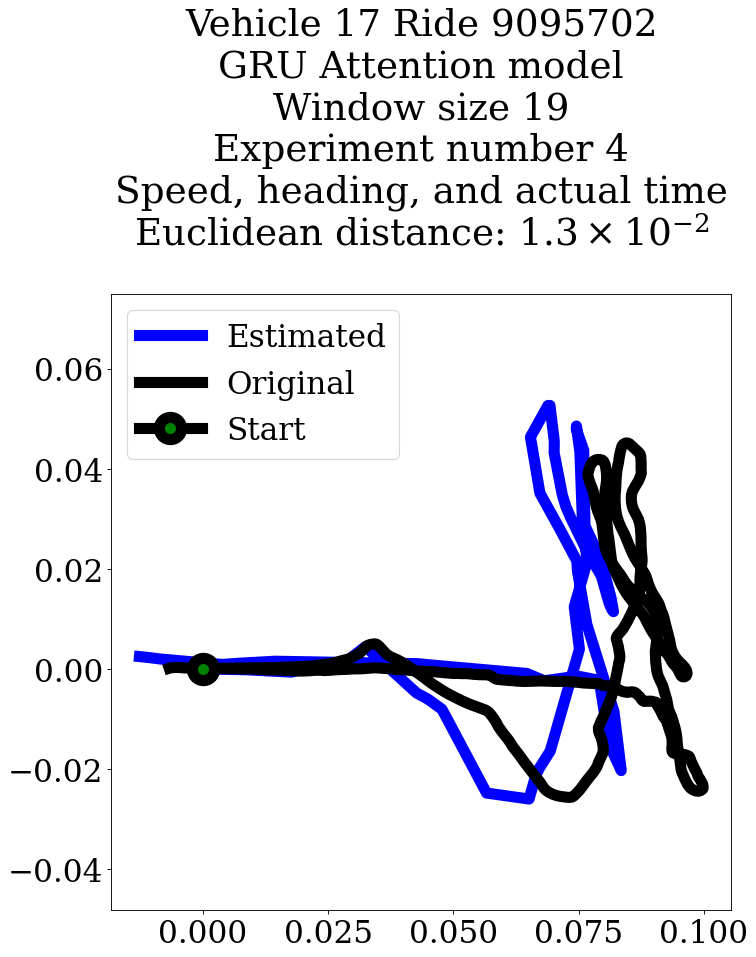 Vehicle 17 Ride 9095702
GRU Attention model
Window size 19
Experiment number 4
Speed, heading, and actual time
Euclidean distance: 1.3 × 10⁻²
Estimated
Original
Start
0.06
0.04
0.02
0.00
−0.02
−0.04
0.000 0.025 0.050 0.075 0.100